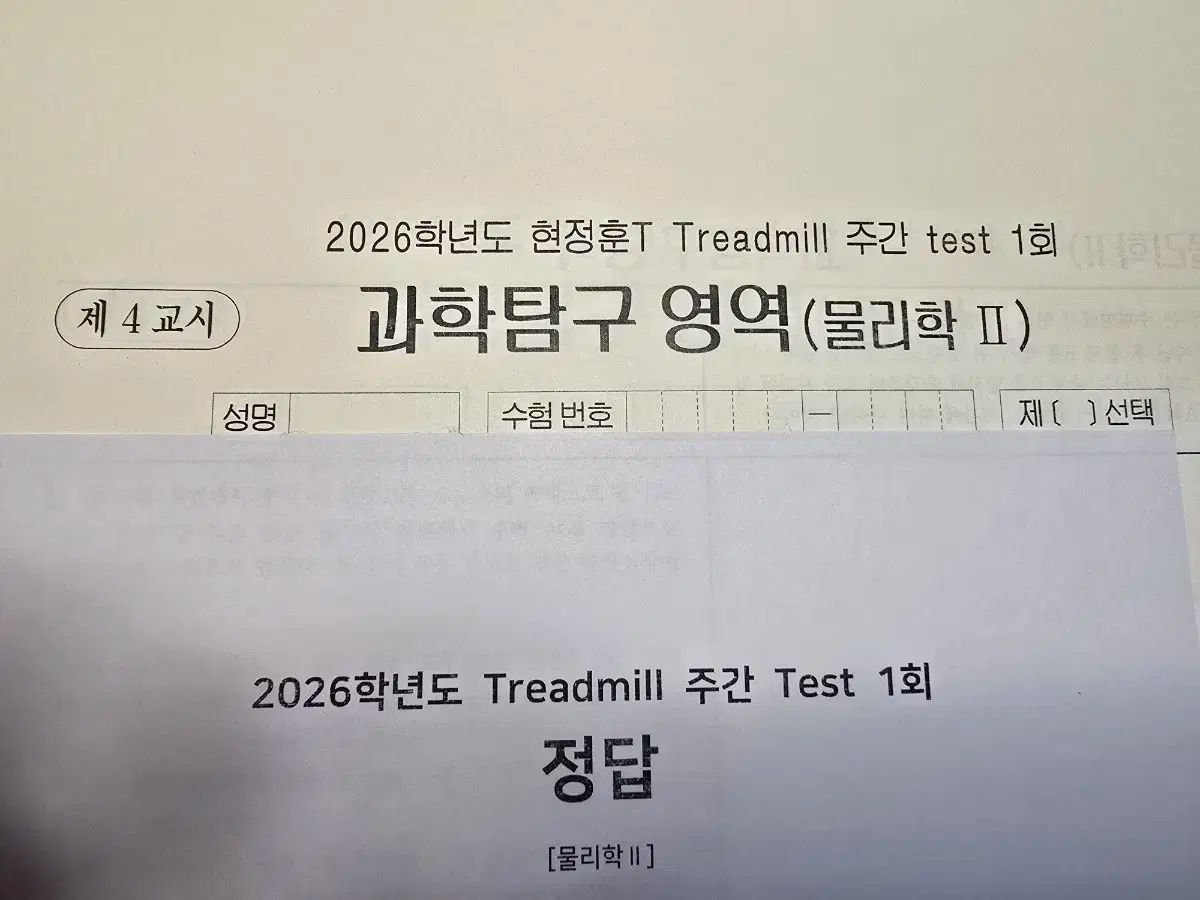 2026학년도 현정훈T Treadmill 주간 test 1회
제 4 교시
과학탐구 영역(물리학 Ⅱ)
성명 수험 번호 — 제 ( ) 선택
2026학년도 Treadmill 주간 Test 1회
정답
[물리학Ⅱ]